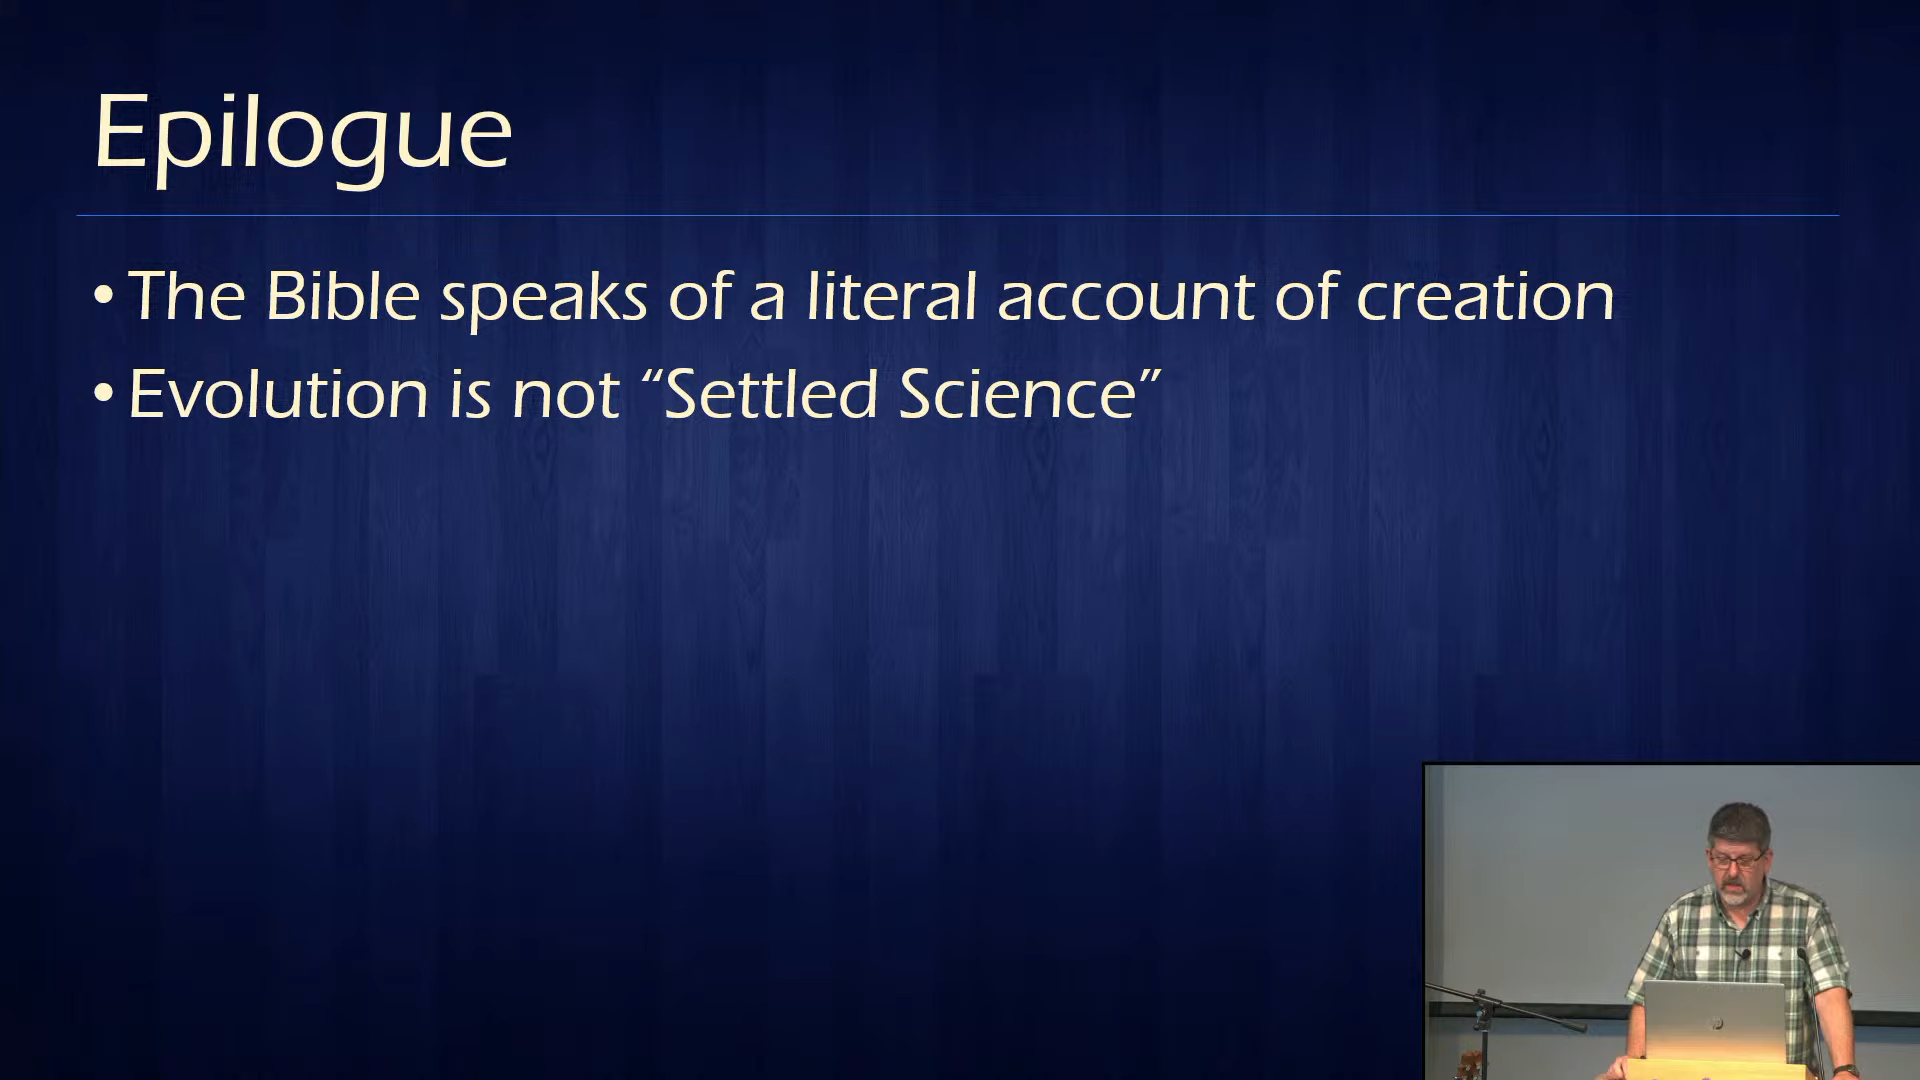 Epilogue
• The Bible speaks of a literal account of creation
• Evolution is not “Settled Science”